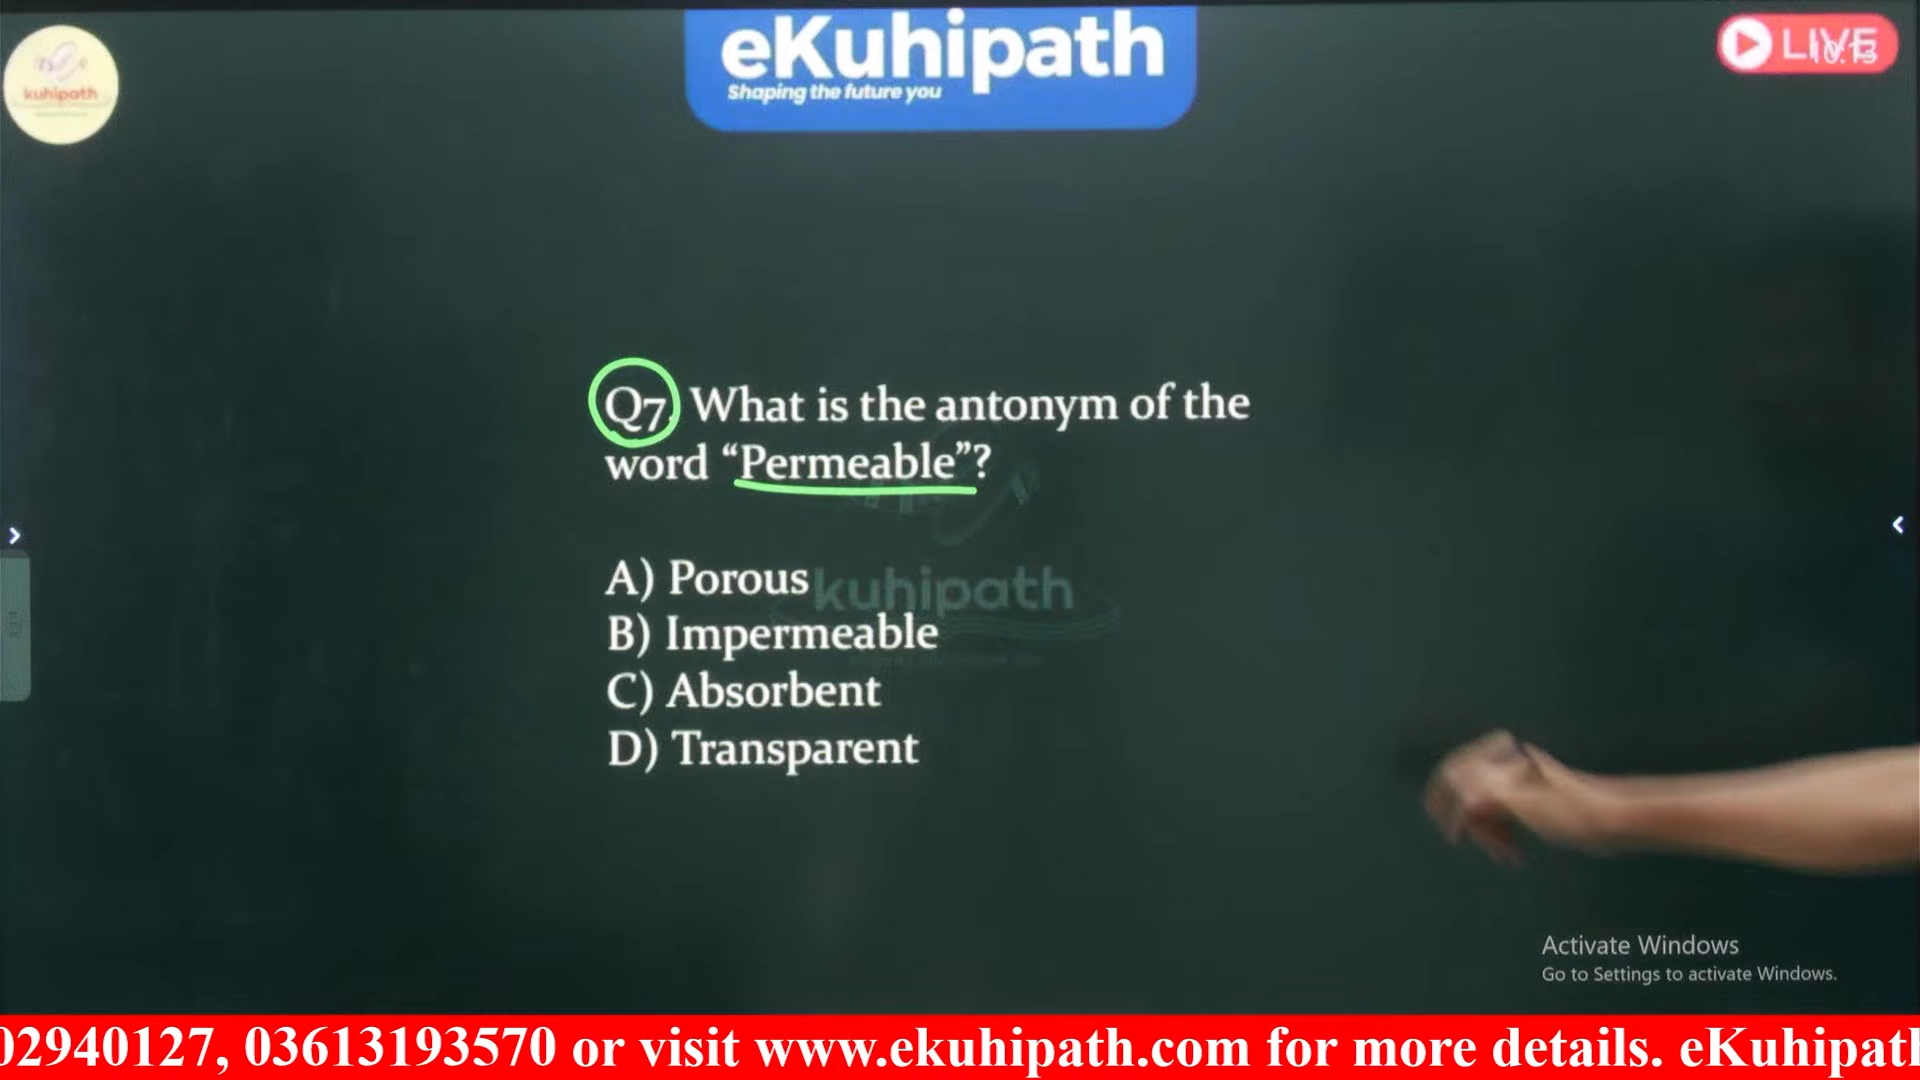 eKuhipath
Shaping the future you
kuhipath
LIVE
Q7. What is the antonym of the
word “Permeable”?
kuhipath
A) Porous
B) Impermeable
C) Absorbent
D) Transparent
Activate Windows
Go to Settings to activate Windows.
02940127, 03613193570 or visit www.ekuhipath.com for more details. eKuhipath